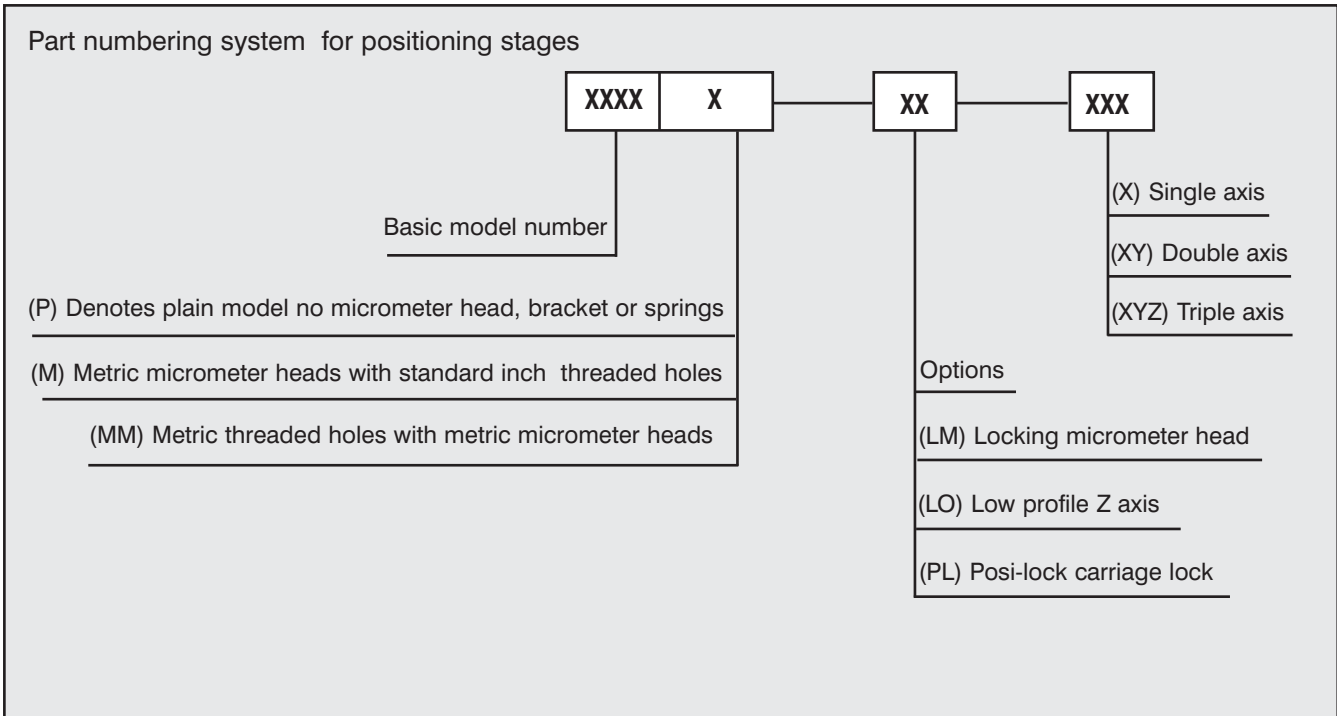 Part numbering system for positioning stages
XXXX X XX XXX
(X) Single axis
Basic model number
(XY) Double axis
(P) Denotes plain model no micrometer head, bracket or springs
(XYZ) Triple axis
(M) Metric micrometer heads with standard inch threaded holes
Options
(MM) Metric threaded holes with metric micrometer heads
(LM) Locking micrometer head
(LO) Low profile Z axis
(PL) Posi-lock carriage lock